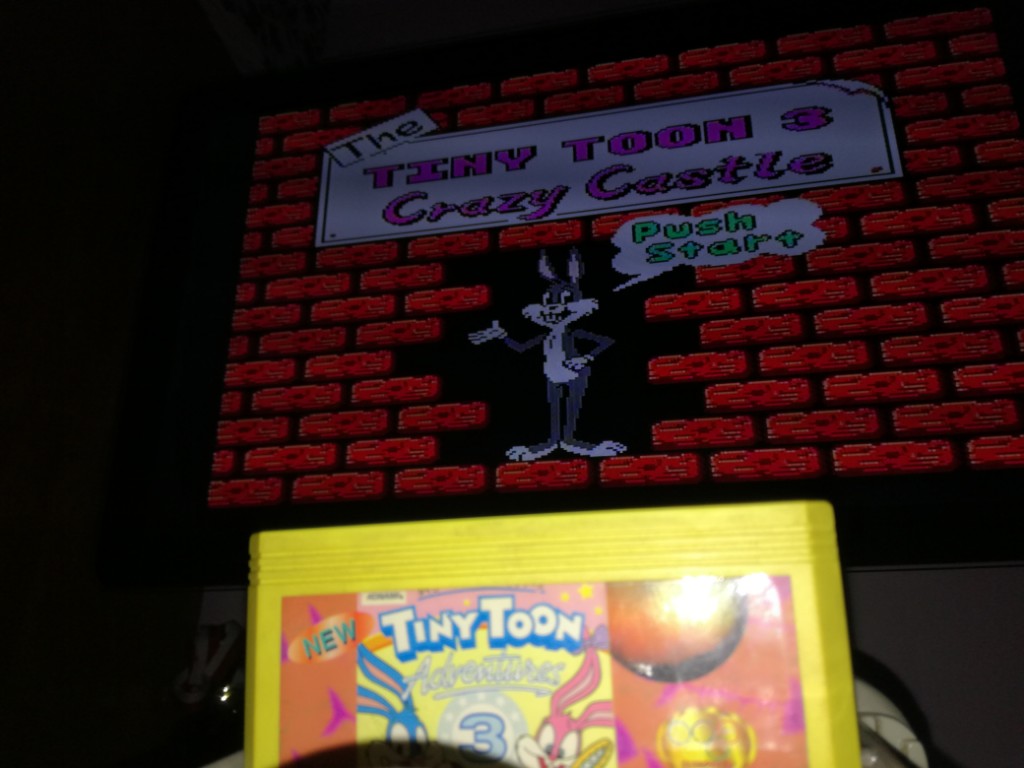 The
TINY TOON 3
Crazy Castle
Push
Start
NEW
TINY TOON
Adventures
3